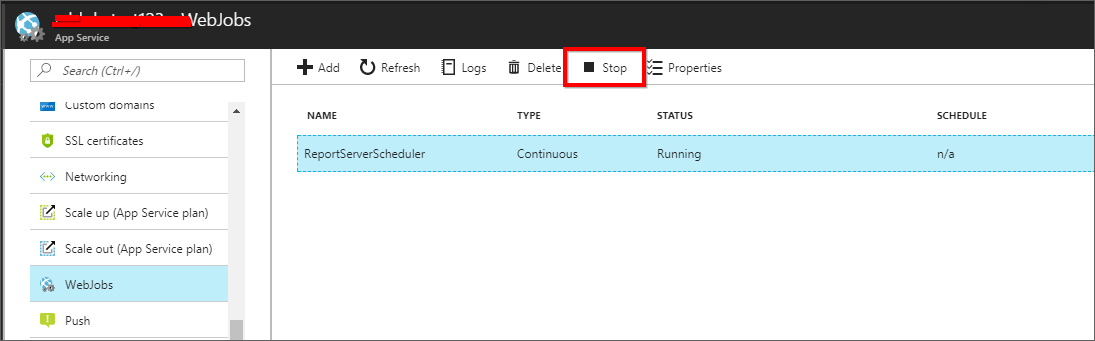 WebJobs
App Service
Search (Ctrl+/)
Add Refresh Logs Delete Stop Properties
Custom domains
SSL certificates
Networking
Scale up (App Service plan)
Scale out (App Service plan)
WebJobs
Push
NAME TYPE STATUS SCHEDULE
ReportServerScheduler Continuous Running n/a